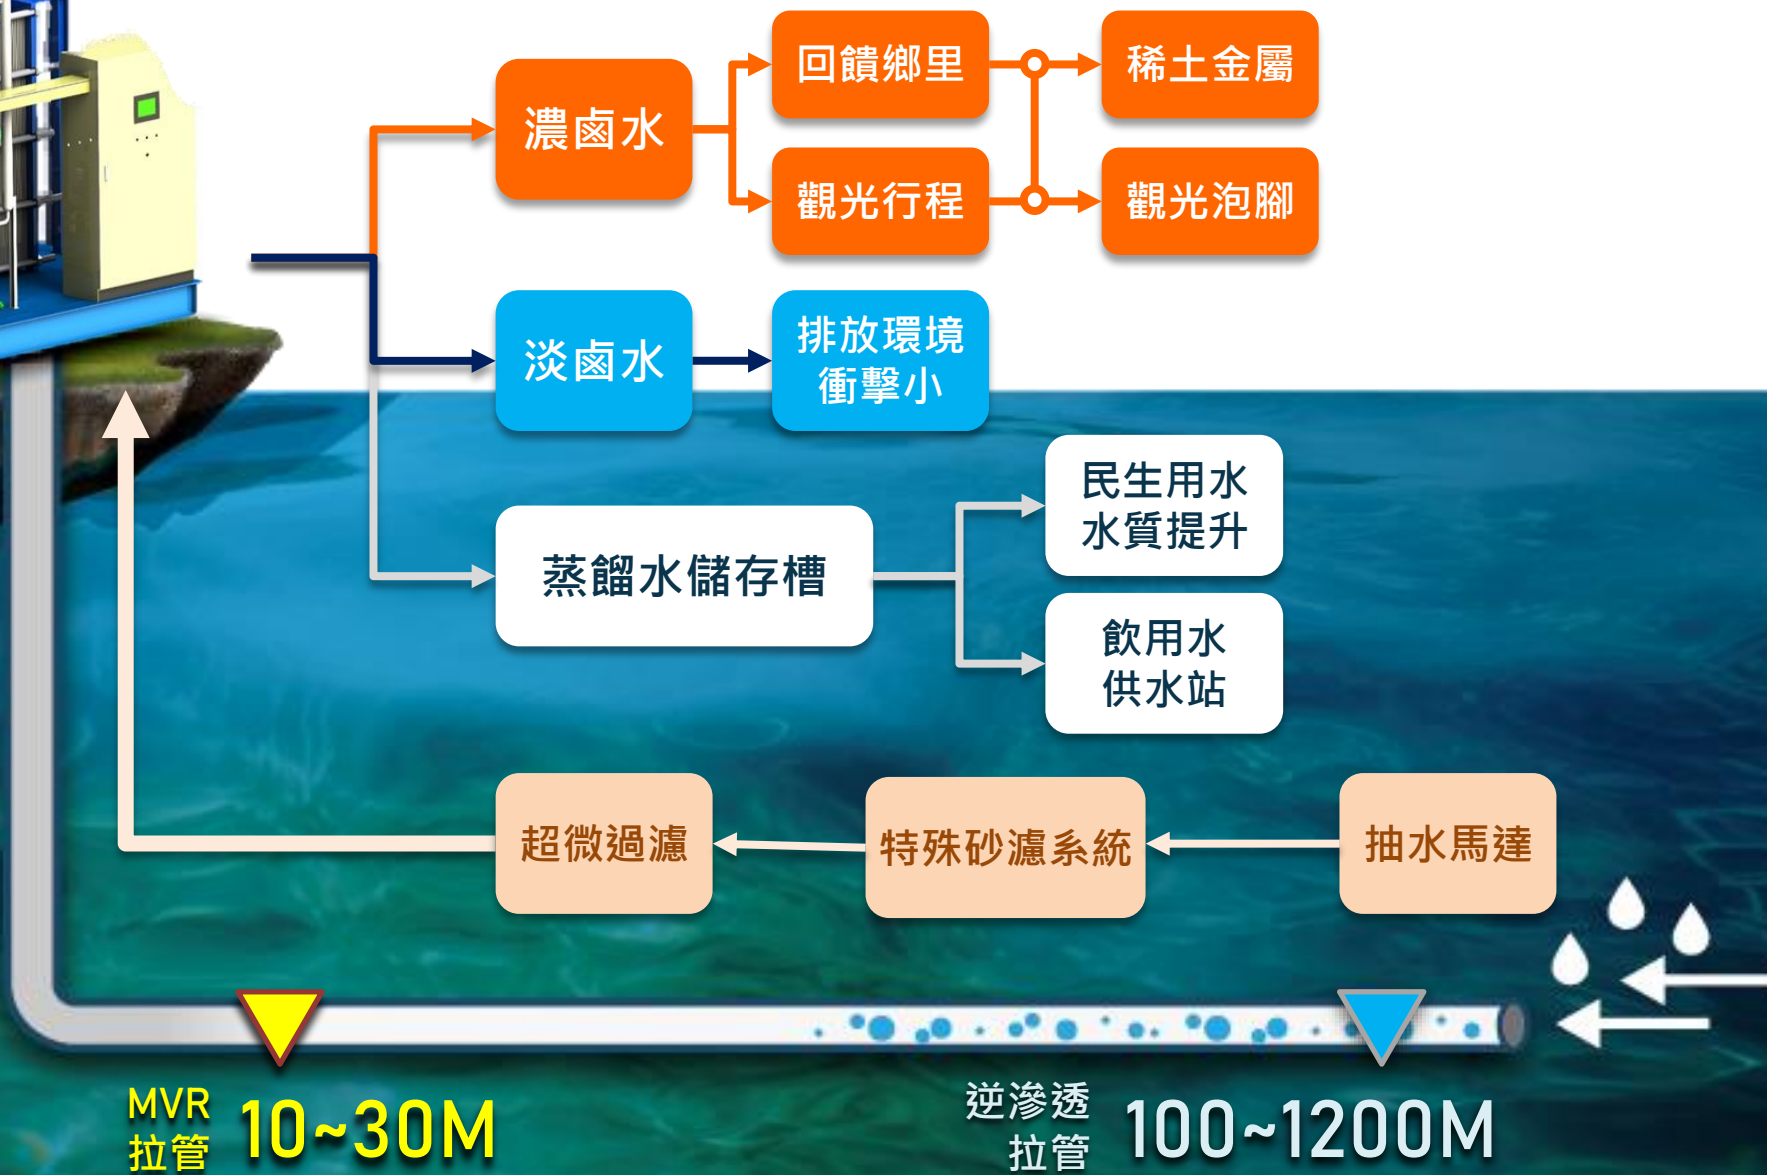 回饋鄉里
稀土金屬
濃鹵水
觀光行程
觀光泡腳
淡鹵水
排放環境
衝擊小
民生用水
水質提升
蒸餾水儲存槽
飲用水
供水站
超微過濾
特殊砂濾系統
抽水馬達
MVR
拉管
10~30M
逆滲透
拉管
100~1200M